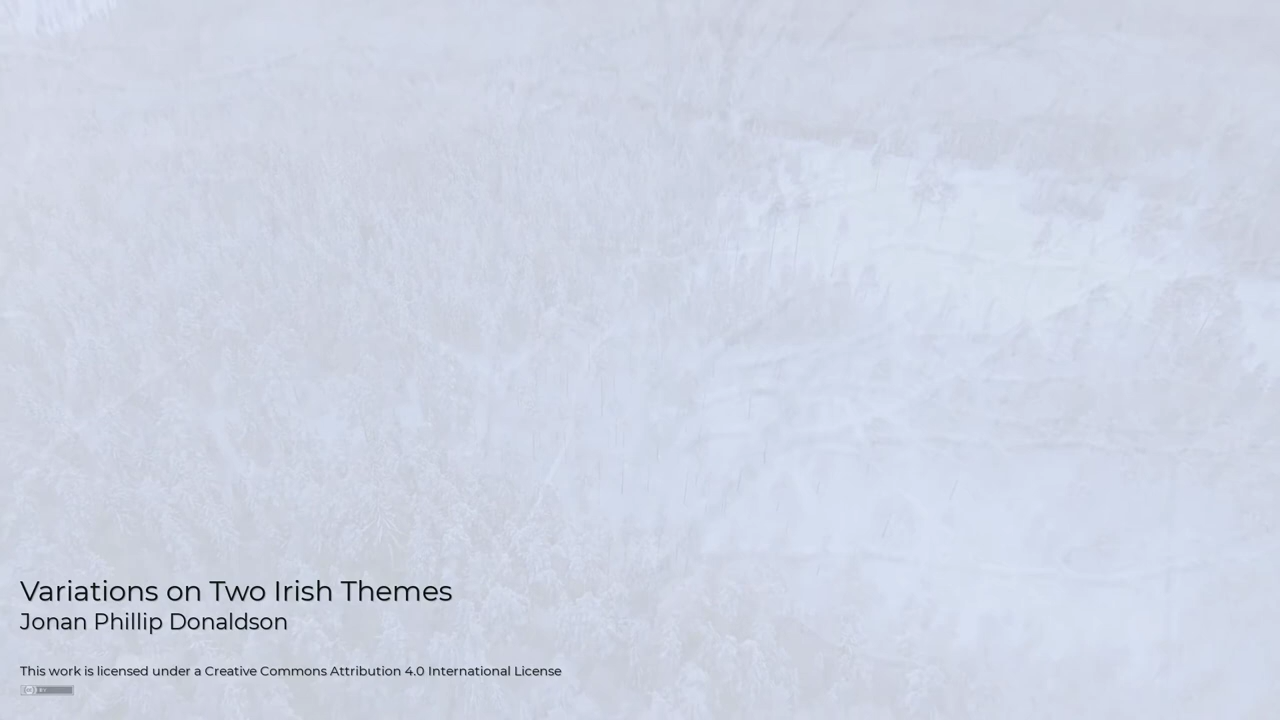 Variations on Two Irish Themes
Jonan Phillip Donaldson
This work is licensed under a Creative Commons Attribution 4.0 International License